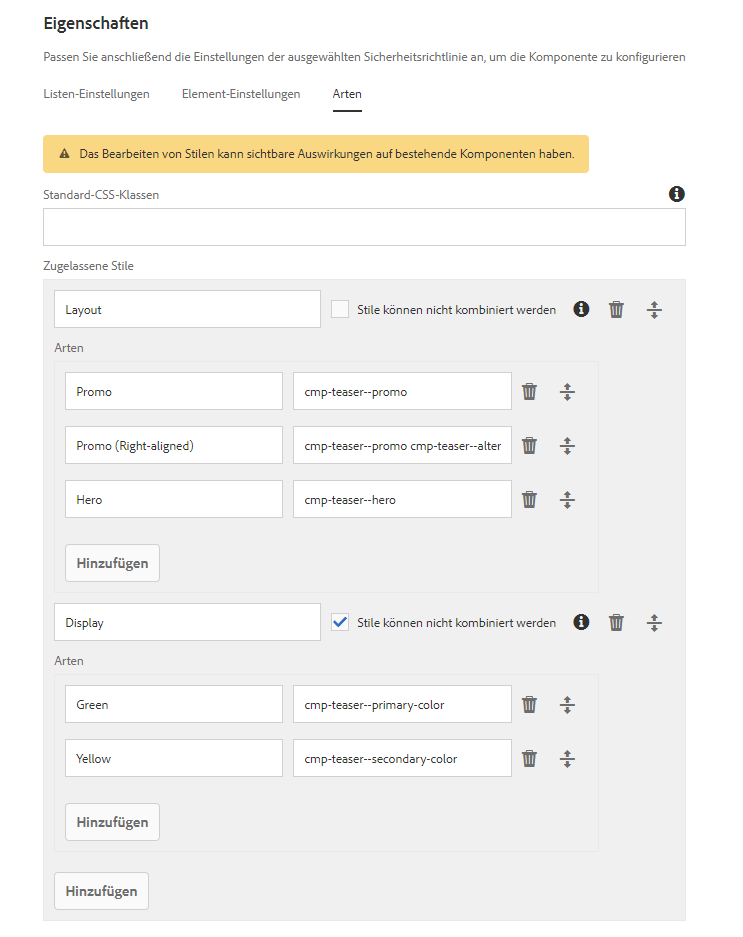 Eigenschaften
Passen Sie anschließend die Einstellungen der ausgewählten Sicherheitsrichtlinie an, um die Komponente zu konfigurieren
Listen-Einstellungen Element-Einstellungen Arten
Das Bearbeiten von Stilen kann sichtbare Auswirkungen auf bestehende Komponenten haben.
Standard-CSS-Klassen
Zugelassene Stile
Layout Stile können nicht kombiniert werden
Arten
Promo cmp-teaser--promo
Promo (Right-aligned) cmp-teaser--promo cmp-teaser--alter
Hero cmp-teaser--hero
Hinzufügen
Display Stile können nicht kombiniert werden
Arten
Green cmp-teaser--primary-color
Yellow cmp-teaser--secondary-color
Hinzufügen
Hinzufügen